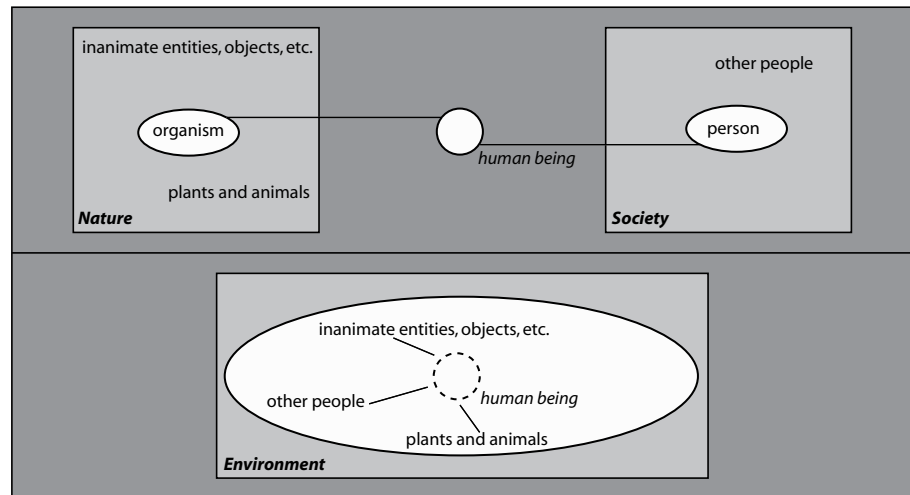 inanimate entities, objects, etc.
organism
plants and animals
Nature
human being
other people
person
Society
inanimate entities, objects, etc.
other people
human being
plants and animals
Environment